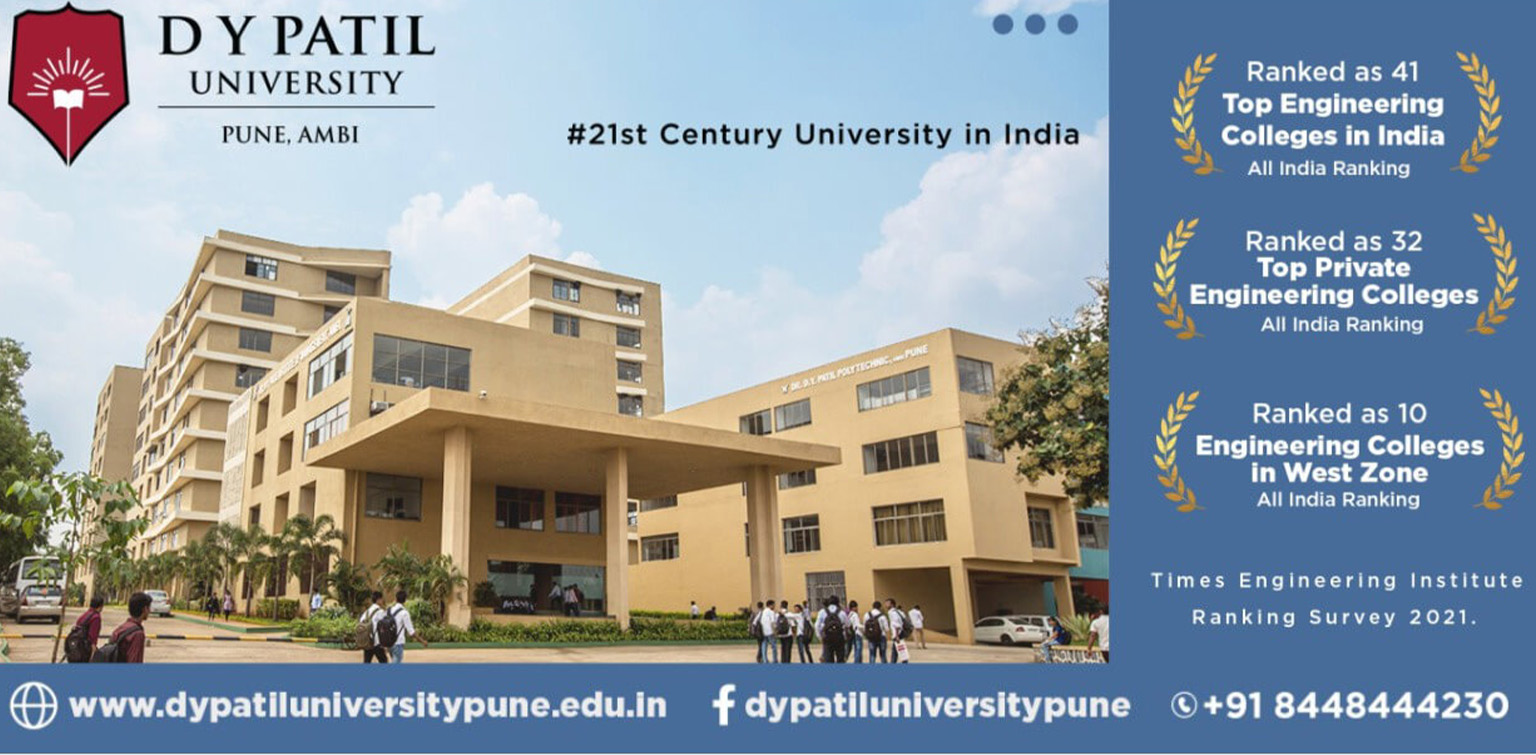 D Y PATIL
UNIVERSITY
PUNE, AMBI
#21st Century University in India
DR. D.Y. PATIL POLYTECHNIC, AMBI PUNE
Ranked as 41
Top Engineering
Colleges in India
All India Ranking
Ranked as 32
Top Private
Engineering Colleges
All India Ranking
Ranked as 10
Engineering Colleges
in West Zone
All India Ranking
Times Engineering Institute
Ranking Survey 2021.
www.dypatiluniversitypune.edu.in
dypatiluniversitypune
+91 8448444230